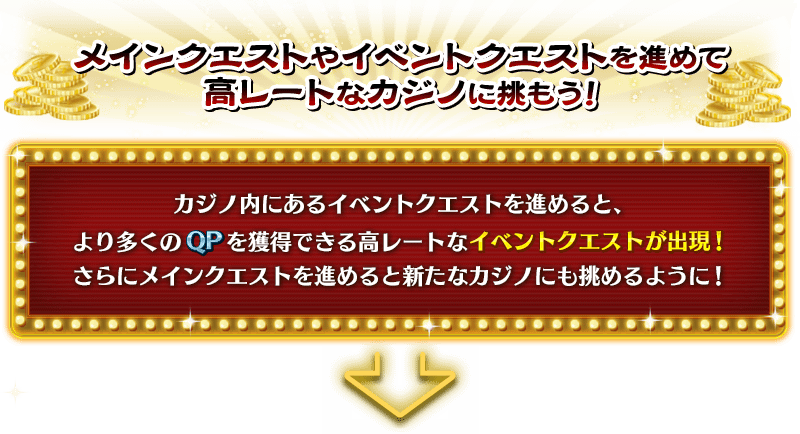 メインクエストやイベントクエストを進めて
高レートなカジノに挑もう!
カジノ内にあるイベントクエストを進めると、
より多くのQPを獲得できる高レートなイベントクエストが出現!
さらにメインクエストを進めると新たなカジノにも挑めるように!